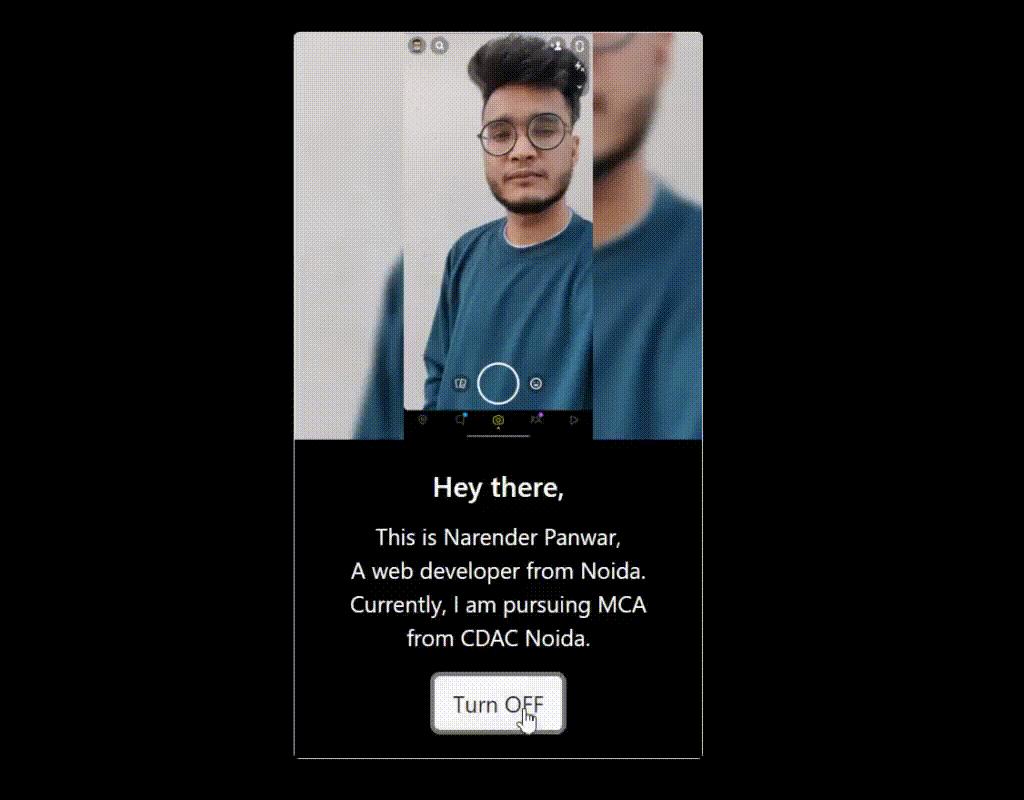 Hey there,
This is Narender Panwar,
A web developer from Noida.
Currently, I am pursuing MCA
from CDAC Noida.
Turn OFF